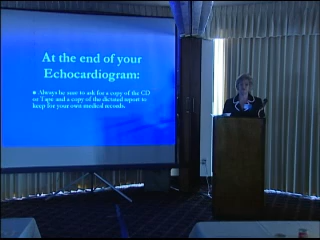 At the end of your
Echocardiogram:
Always be sure to ask for a copy of the CD
or Tape and a copy of the dictated report to
keep for your own medical records.